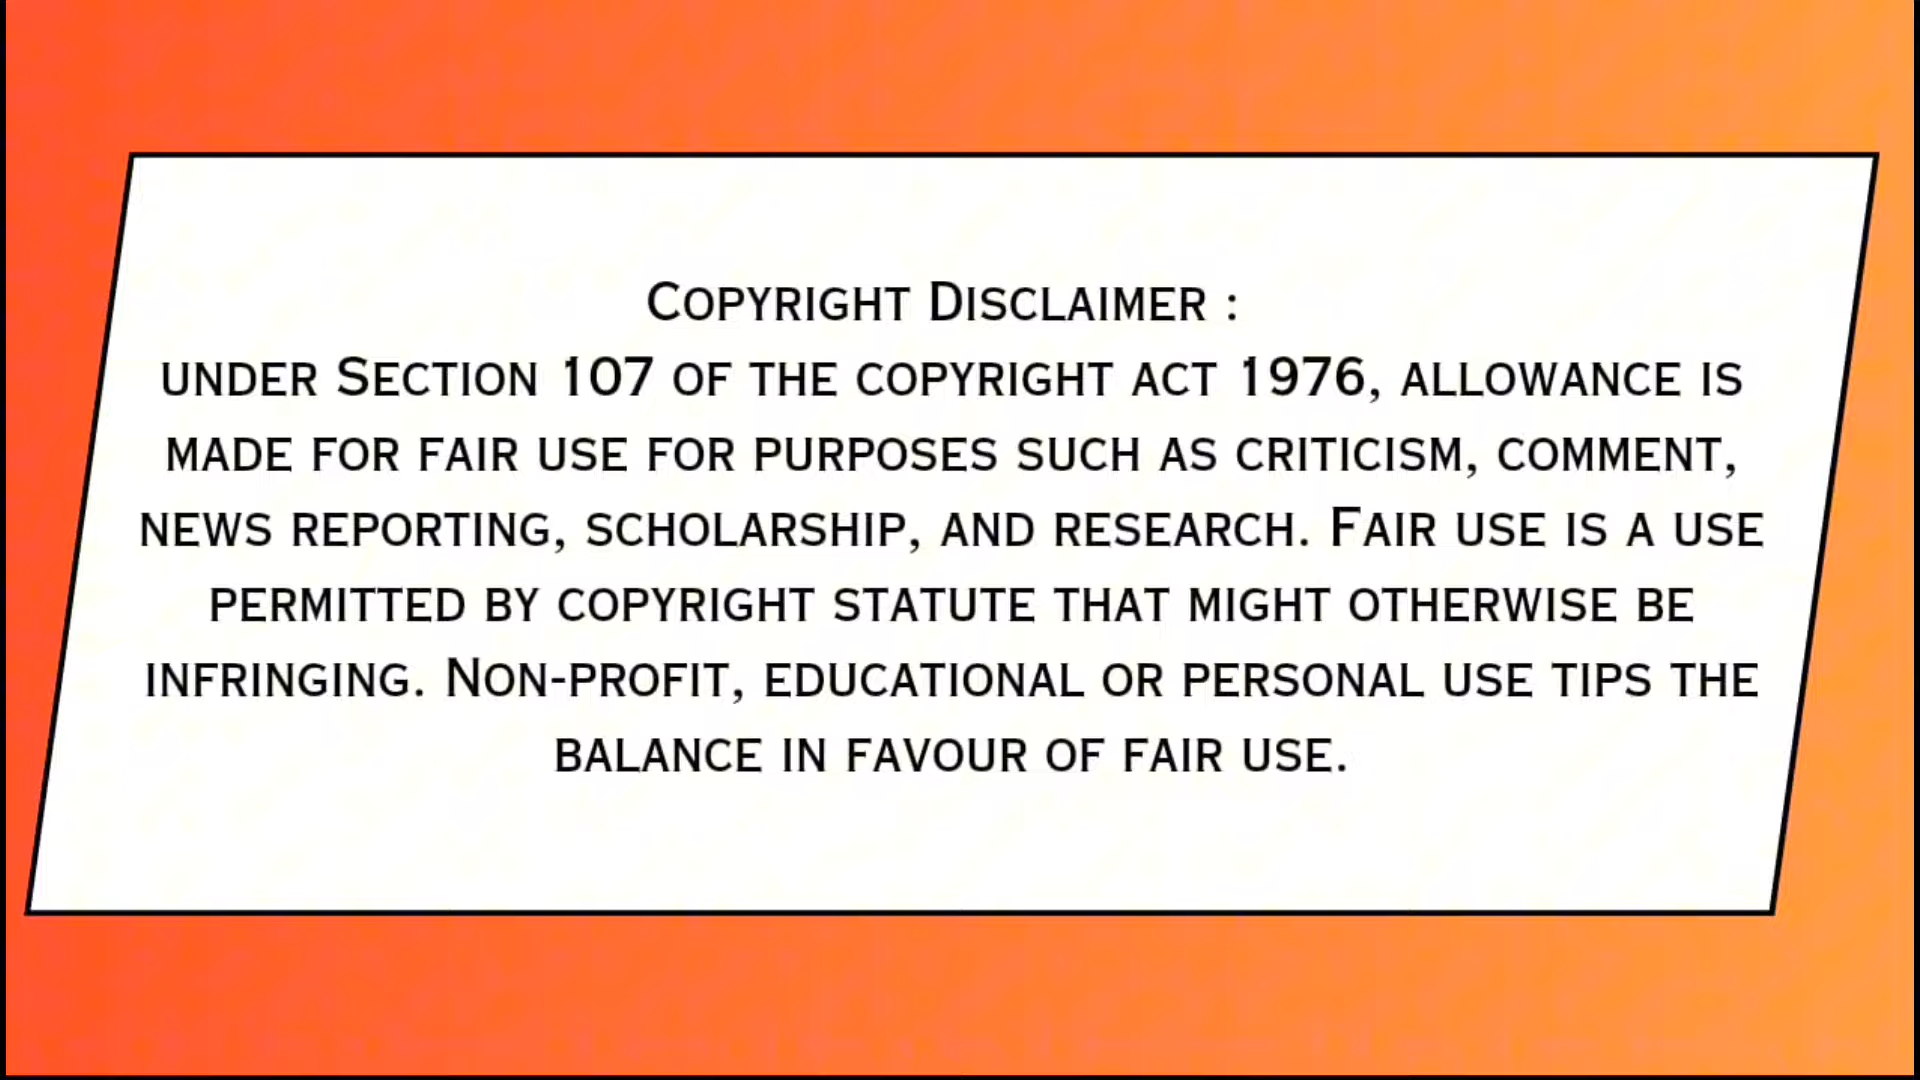 Copyright Disclaimer :
under Section 107 of the copyright act 1976, allowance is
made for fair use for purposes such as criticism, comment,
news reporting, scholarship, and research. Fair use is a use
permitted by copyright statute that might otherwise be
infringing. Non-profit, educational or personal use tips the
balance in favour of fair use.